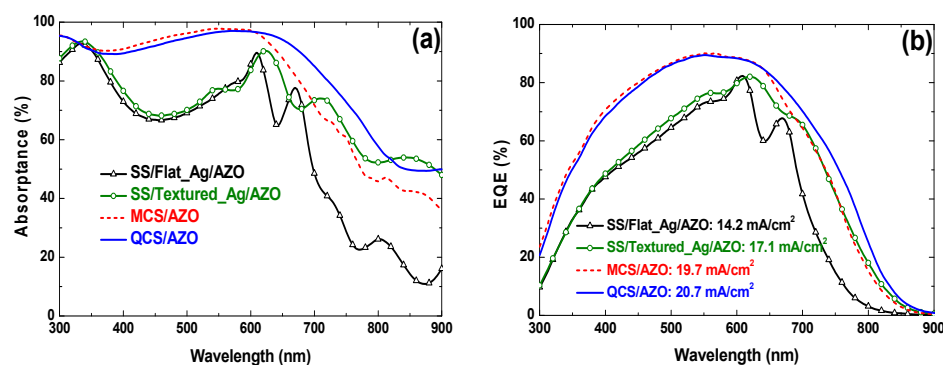 (a)
100
80
60
40
20
0
Absorptance (%)
SS/Flat_Ag/AZO
SS/Textured_Ag/AZO
MCS/AZO
QCS/AZO
300 400 500 600 700 800 900
Wavelength (nm)
(b)
100
80
60
40
20
0
EQE (%)
SS/Flat_Ag/AZO: 14.2 mA/cm²
SS/Textured_Ag/AZO: 17.1 mA/cm²
MCS/AZO: 19.7 mA/cm²
QCS/AZO: 20.7 mA/cm²
300 400 500 600 700 800 900
Wavelength (nm)